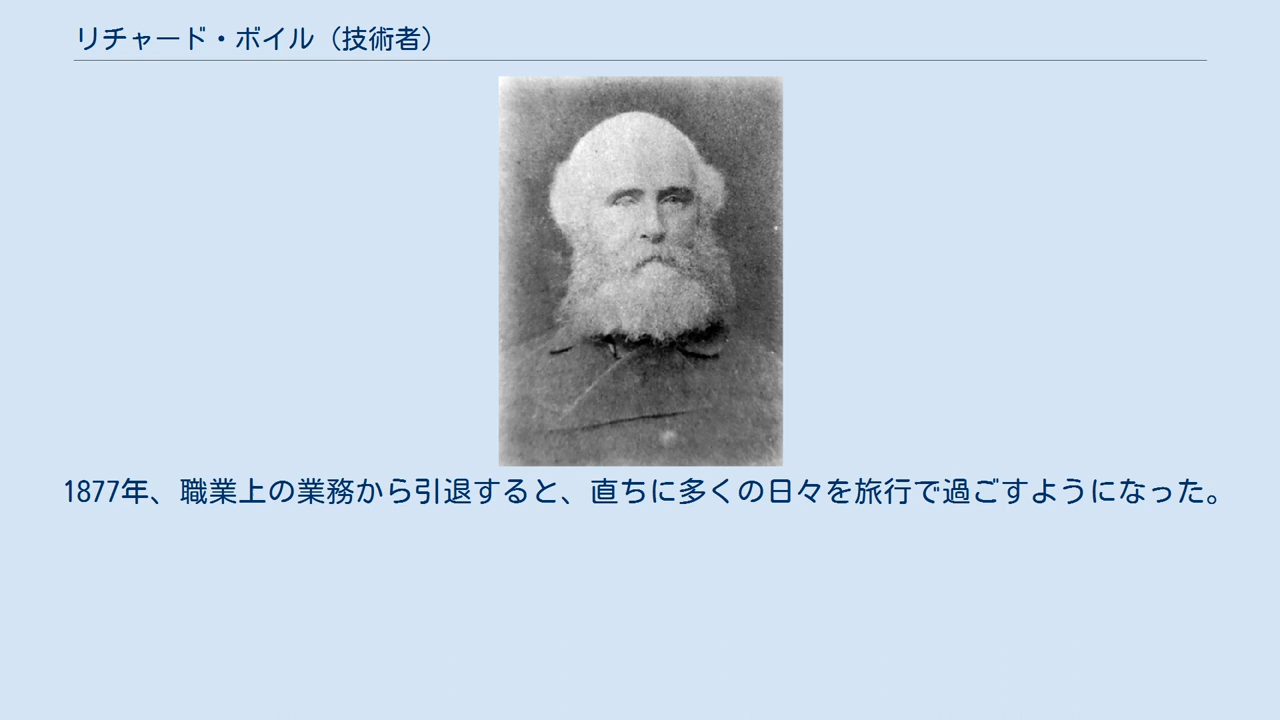 リチャード・ボイル（技術者）
1877年、職業上の業務から引退すると、直ちに多くの日々を旅行で過ごすようになった。